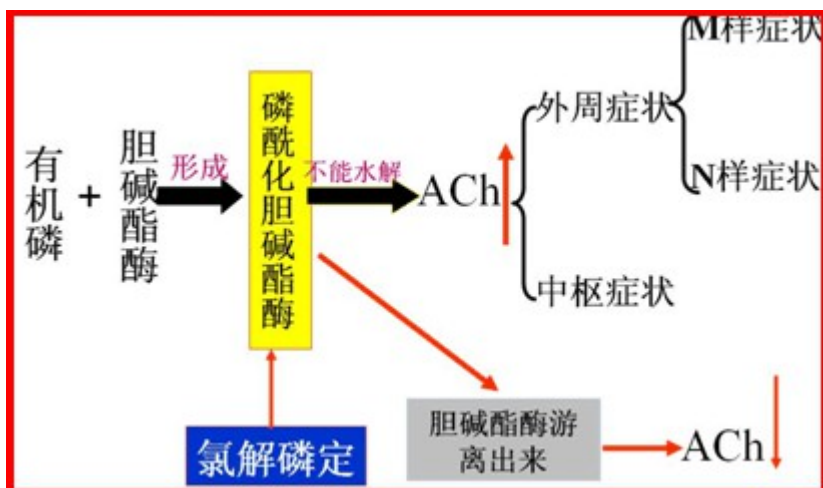 M样症状
外周症状
有机磷
+
胆碱酯酶
形成
磷酰化胆碱酯酶
不能水解
ACh
N样症状
中枢症状
氯解磷定
胆碱酯酶游
离出来
ACh